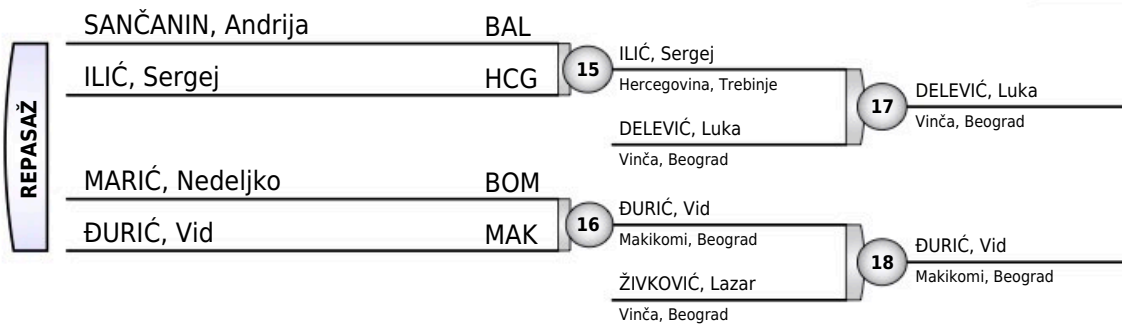 REPASAŽ
SANČANIN, Andrija BAL
ILIĆ, Sergej HCG
15
ILIĆ, Sergej
Hercegovina, Trebinje
DELEVIĆ, Luka
Vinča, Beograd
17
DELEVIĆ, Luka
Vinča, Beograd
MARIĆ, Nedeljko BOM
ĐURIĆ, Vid MAK
16
ĐURIĆ, Vid
Makikomi, Beograd
ŽIVKOVIĆ, Lazar
Vinča, Beograd
18
ĐURIĆ, Vid
Makikomi, Beograd